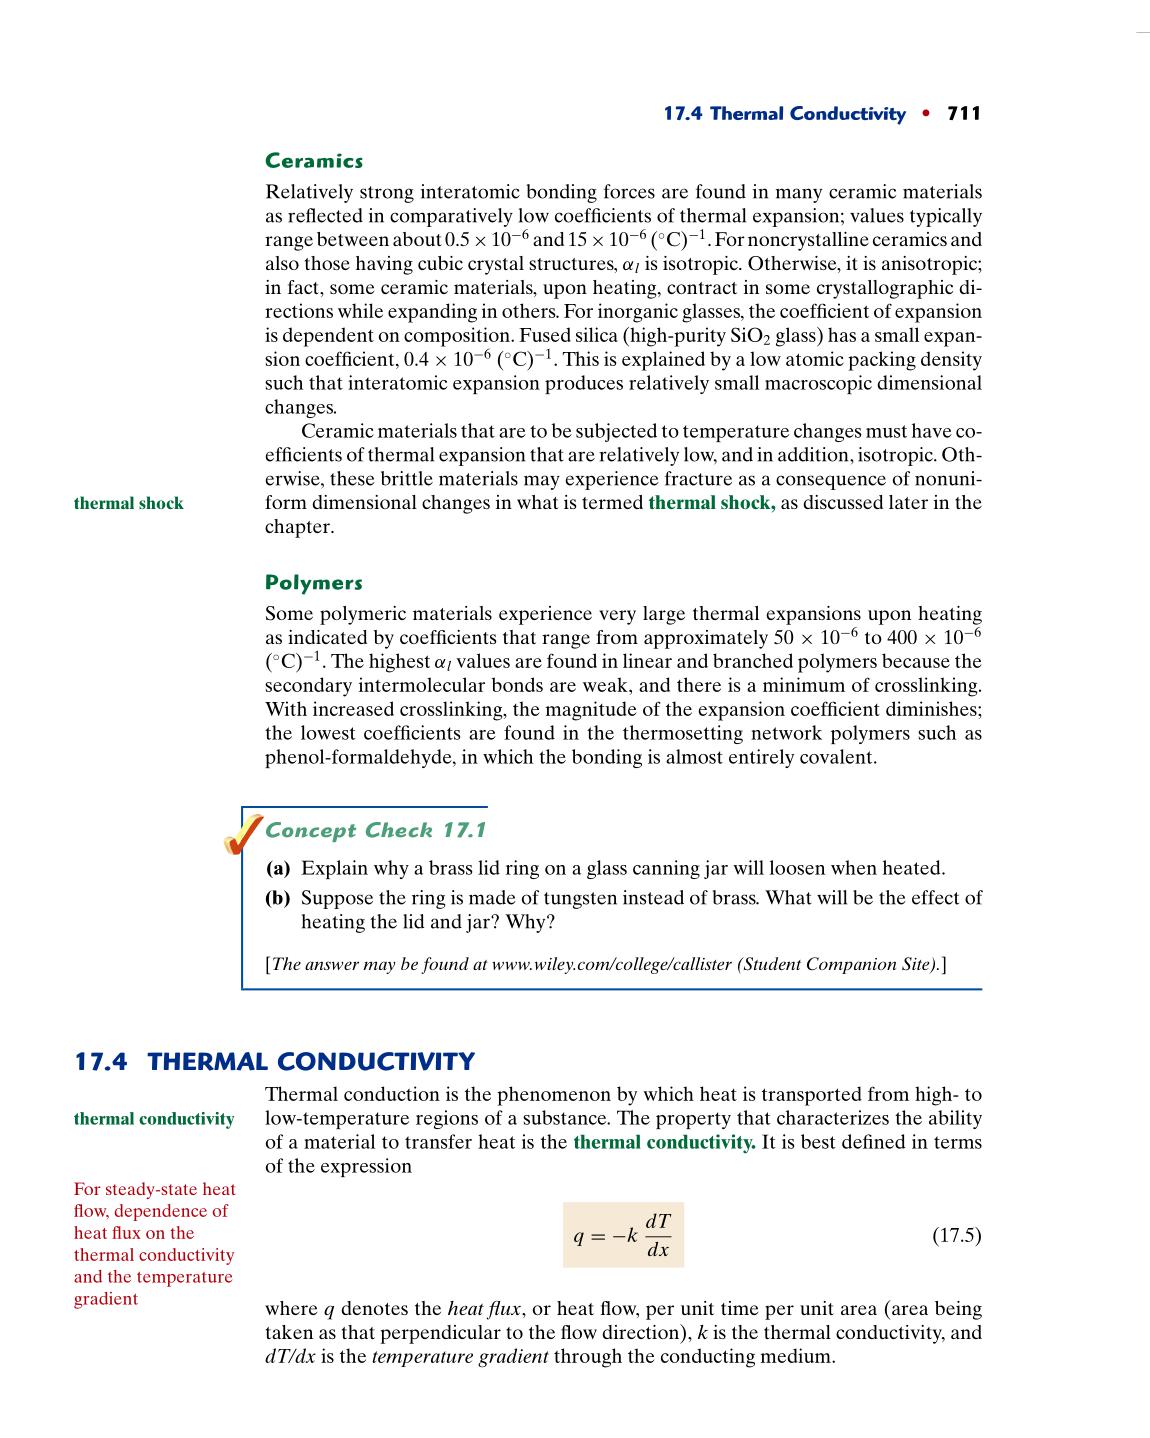 17.4 Thermal Conductivity • 711
Ceramics
Relatively strong interatomic bonding forces are found in many ceramic materials
as reflected in comparatively low coefficients of thermal expansion; values typically
range between about 0.5 × 10⁻⁶ and 15 × 10⁻⁶ (°C)⁻¹. For noncrystalline ceramics and
also those having cubic crystal structures, αₗ is isotropic. Otherwise, it is anisotropic;
in fact, some ceramic materials, upon heating, contract in some crystallographic di-
rections while expanding in others. For inorganic glasses, the coefficient of expansion
is dependent on composition. Fused silica (high-purity SiO₂ glass) has a small expan-
sion coefficient, 0.4 × 10⁻⁶ (°C)⁻¹. This is explained by a low atomic packing density
such that interatomic expansion produces relatively small macroscopic dimensional
changes.
Ceramic materials that are to be subjected to temperature changes must have co-
efficients of thermal expansion that are relatively low, and in addition, isotropic. Oth-
erwise, these brittle materials may experience fracture as a consequence of nonuni-
thermal shock
form dimensional changes in what is termed thermal shock, as discussed later in the
chapter.
Polymers
Some polymeric materials experience very large thermal expansions upon heating
as indicated by coefficients that range from approximately 50 × 10⁻⁶ to 400 × 10⁻⁶
(°C)⁻¹. The highest αₗ values are found in linear and branched polymers because the
secondary intermolecular bonds are weak, and there is a minimum of crosslinking.
With increased crosslinking, the magnitude of the expansion coefficient diminishes;
the lowest coefficients are found in the thermosetting network polymers such as
phenol-formaldehyde, in which the bonding is almost entirely covalent.
Concept Check 17.1
(a) Explain why a brass lid ring on a glass canning jar will loosen when heated.
(b) Suppose the ring is made of tungsten instead of brass. What will be the effect of
heating the lid and jar? Why?
[The answer may be found at www.wiley.com/college/callister (Student Companion Site).]
17.4 THERMAL CONDUCTIVITY
Thermal conduction is the phenomenon by which heat is transported from high- to
thermal conductivity
low-temperature regions of a substance. The property that characterizes the ability
of a material to transfer heat is the thermal conductivity. It is best defined in terms
of the expression
For steady-state heat
flow, dependence of
heat flux on the
thermal conductivity
and the temperature
gradient
q = −k dT/dx (17.5)
where q denotes the heat flux, or heat flow, per unit time per unit area (area being
taken as that perpendicular to the flow direction), k is the thermal conductivity, and
dT/dx is the temperature gradient through the conducting medium.